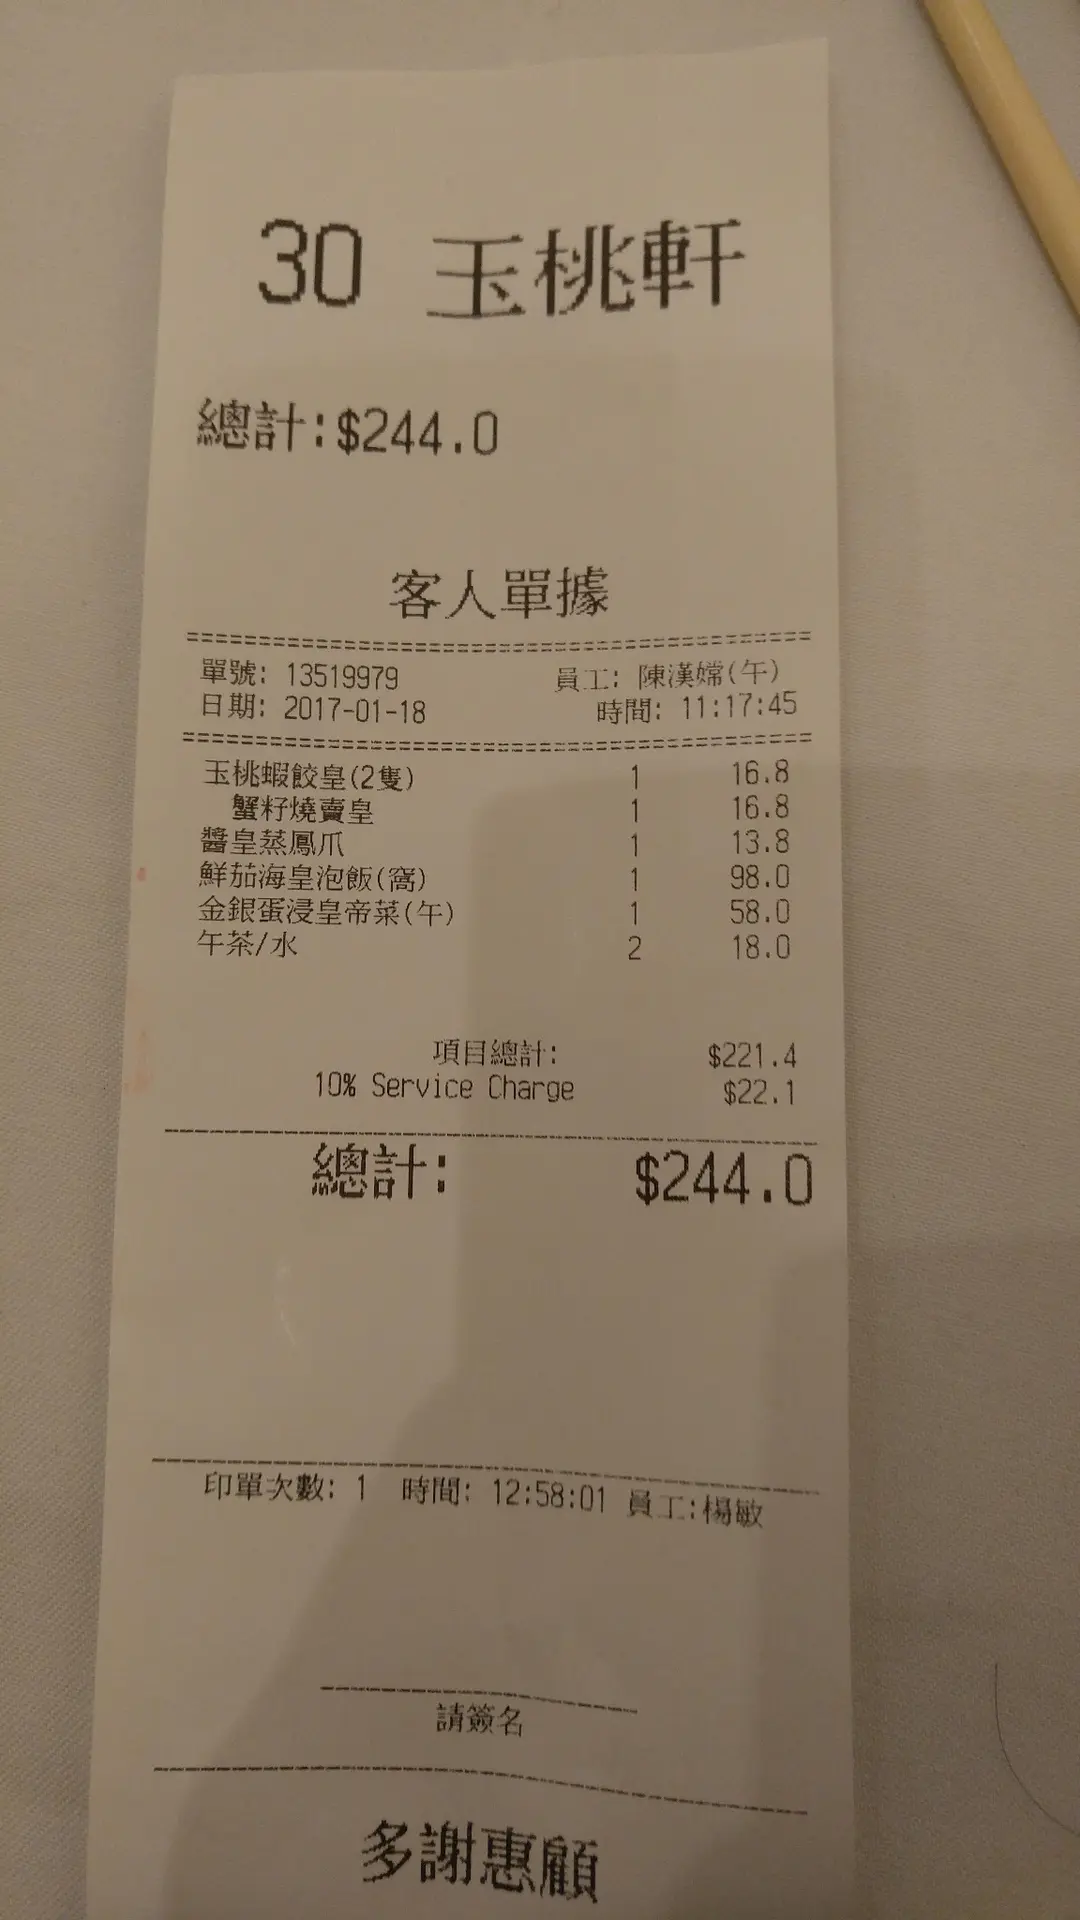 30 玉桃軒
總計:$244.0
客人單據
單號: 13519979 員工: 陳漢嫦(午)
日期: 2017-01-18 時間: 11:17:45
玉桃蝦餃皇(2隻) 1 16.8
蟹籽燒賣皇 1 16.8
醬皇蒸鳳爪 1 13.8
鮮茄海皇泡飯(窩) 1 98.0
金銀蛋浸皇帝菜(午) 1 58.0
午茶/水 2 18.0
項目總計: $221.4
10% Service Charge $22.1
總計: $244.0
印單次數: 1 時間: 12:58:01 員工:楊敏
請簽名
多謝惠顧